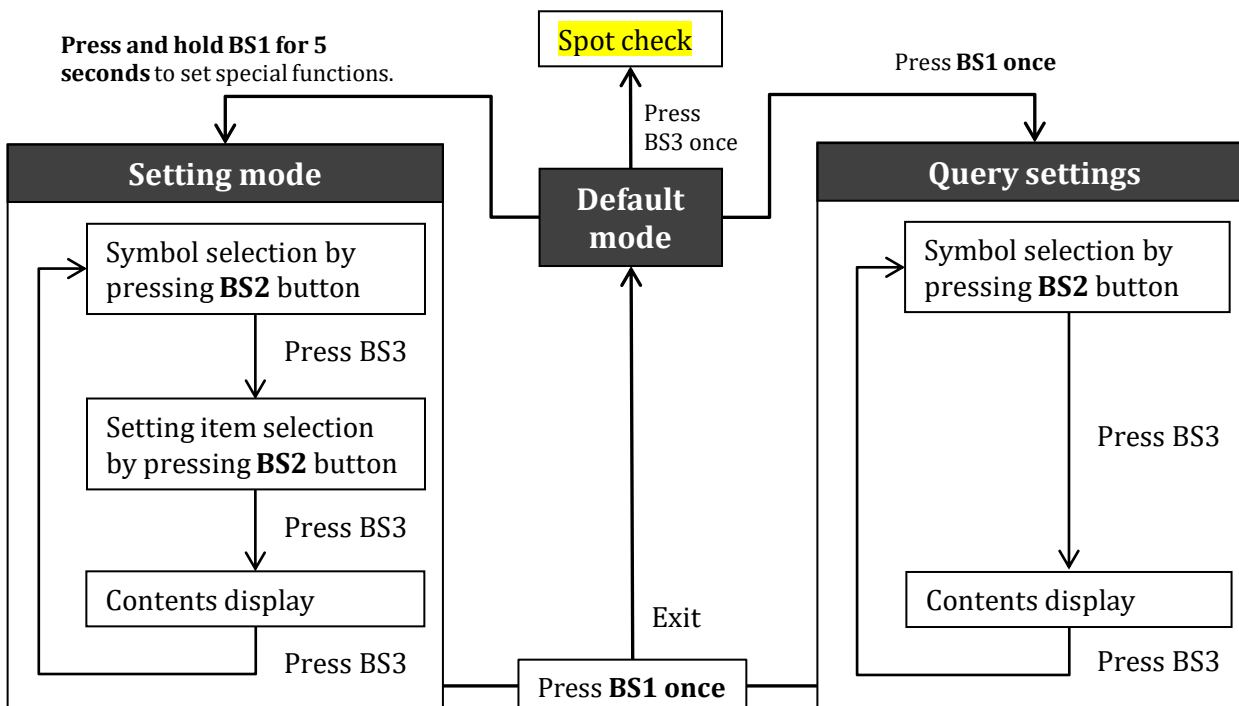 Spot check
Press and hold BS1 for 5
seconds to set special functions.
Press BS1 once
Press
BS3 once
Setting mode
Default
mode
Query settings
Symbol selection by
pressing BS2 button
Press BS3
Setting item selection
by pressing BS2 button
Press BS3
Contents display
Press BS3
Exit
Press BS1 once
Symbol selection by
pressing BS2 button
Press BS3
Contents display
Press BS3